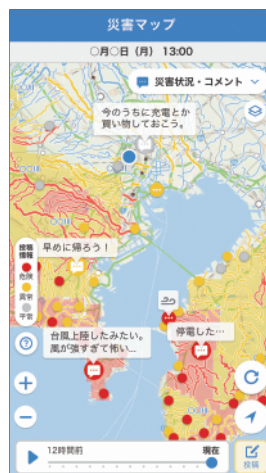 災害マップ
○月○日（月） 13:00
災害状況・コメント
今のうちに充電とか
買い物しておこう。
投稿
情報
危険
異常
平常
早めに帰ろう！
台風上陸したみたい。
風が強すぎて怖い…
停電した…
12時間前
現在
投稿